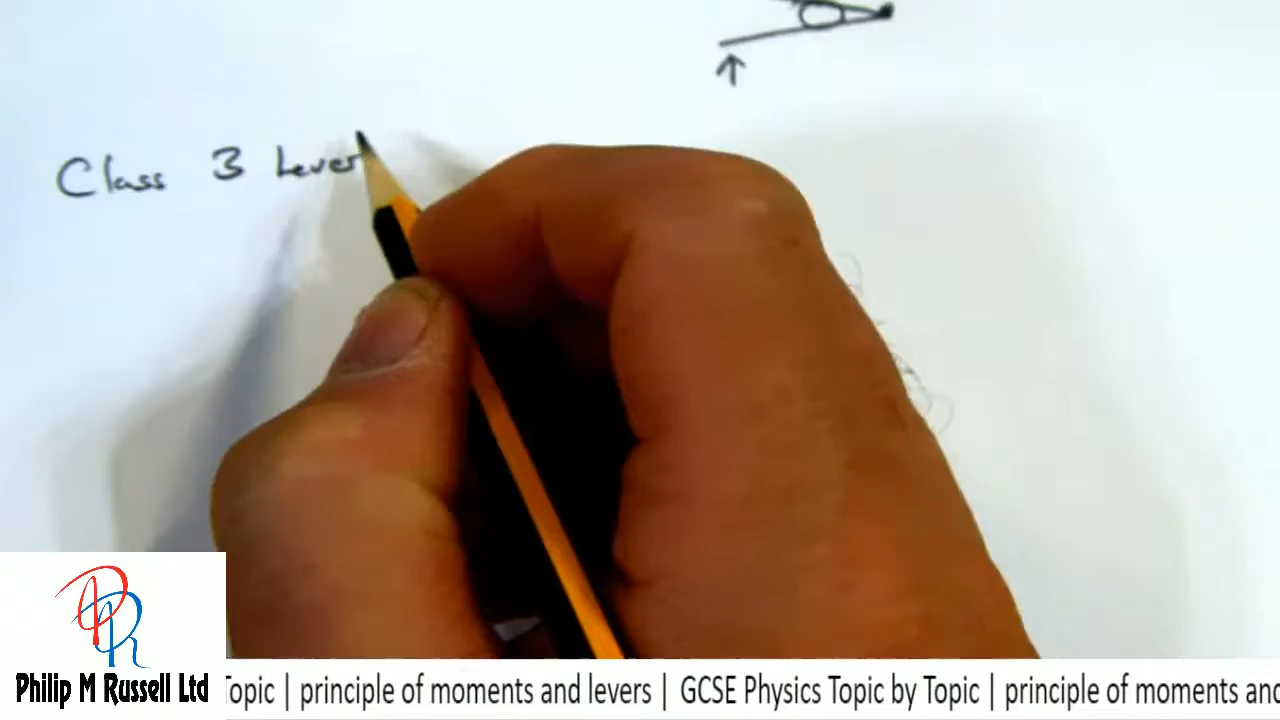 Class 3 Lever
Philip M Russell Ltd
Topic | principle of moments and levers | GCSE Physics Topic by Topic | principle of moments and